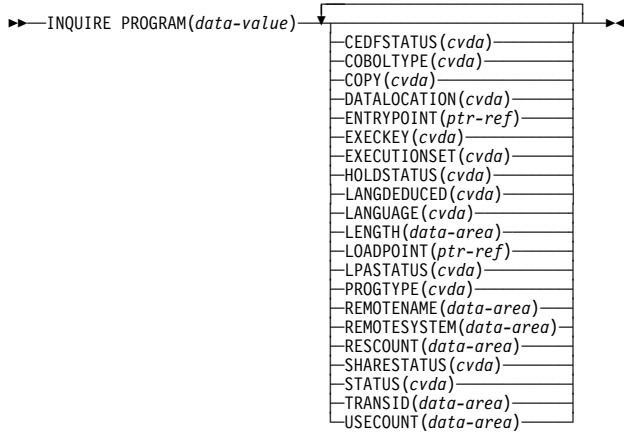 INQUIRE PROGRAM(data-value)
CEDFSTATUS(cvda)
COBOLTYPE(cvda)
COPY(cvda)
DATALOCATION(cvda)
ENTRYPOINT(ptr-ref)
EXECKEY(cvda)
EXECUTIONSET(cvda)
HOLDSTATUS(cvda)
LANGDEDUCED(cvda)
LANGUAGE(cvda)
LENGTH(data-area)
LOADPOINT(ptr-ref)
LPASTATUS(cvda)
PROGTYPE(cvda)
REMOTENAME(data-area)
REMOTESYSTEM(data-area)
RESCOUNT(data-area)
SHARESTATUS(cvda)
STATUS(cvda)
TRANSID(data-area)
USECOUNT(data-area)